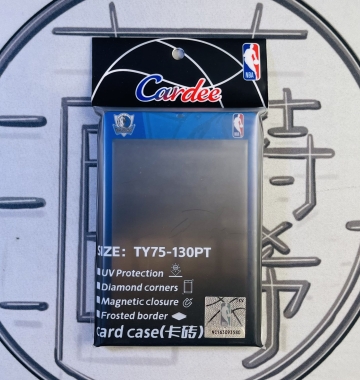 NBA
Cardee
SIZE: TY75-130PT
UV Protection
Diamond corners
Magnetic closure
Frosted border
card case(卡砖)